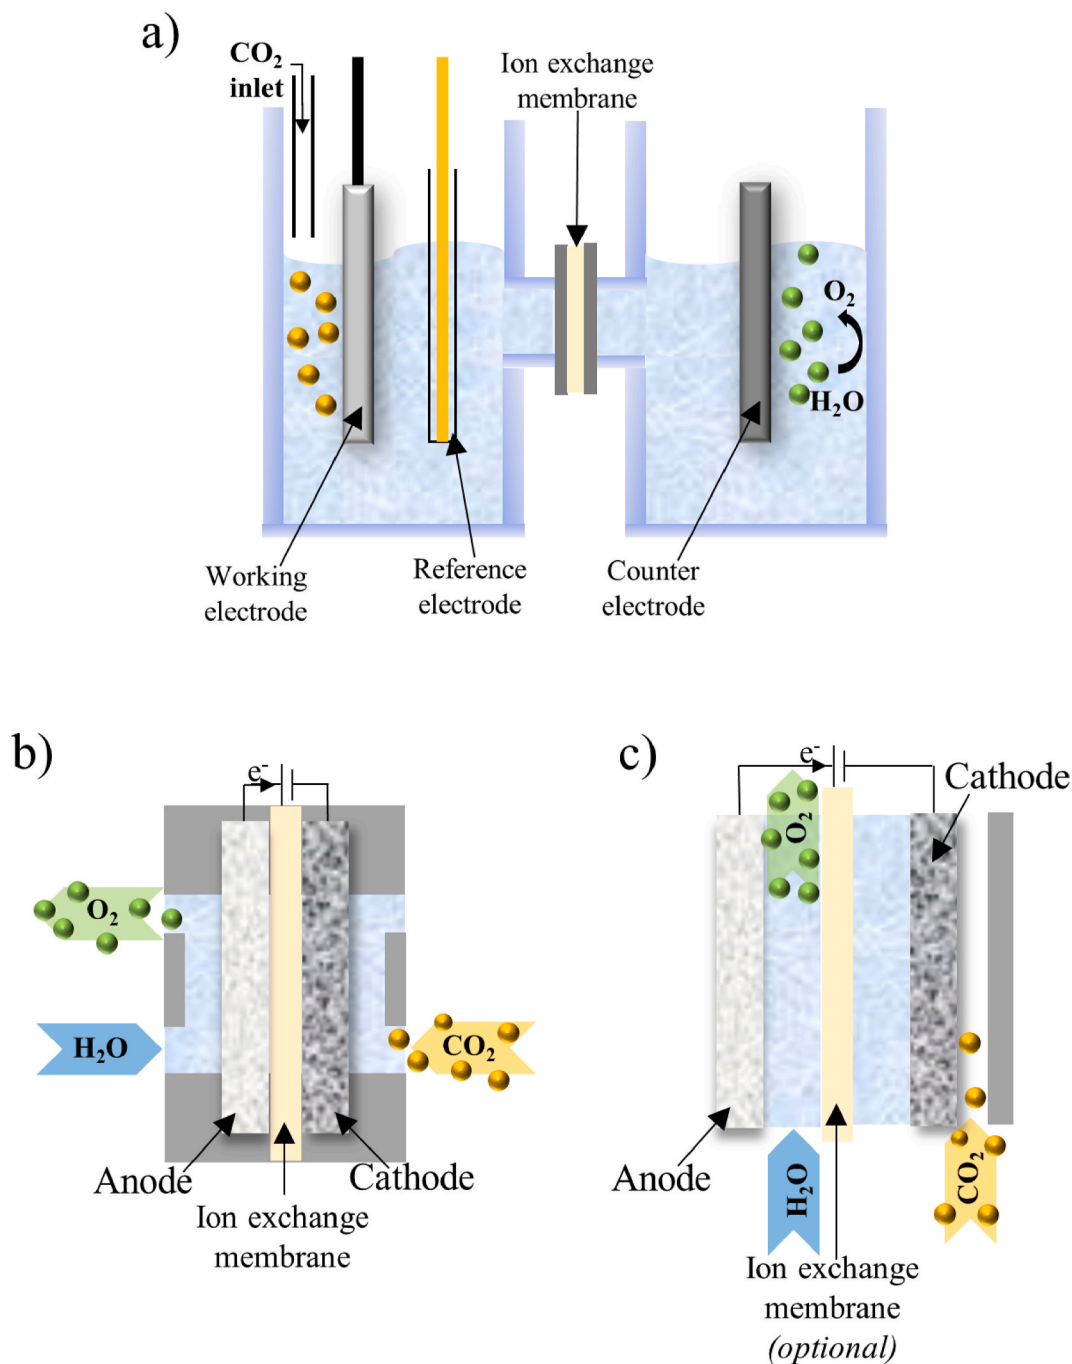 a)
CO₂
inlet
Ion exchange
membrane
O₂
H₂O
Working
electrode
Reference
electrode
Counter
electrode
b)
e⁻
O₂
H₂O
CO₂
Anode
Cathode
Ion exchange
membrane
c)
e⁻
Cathode
O₂
Anode
H₂O
CO₂
Ion exchange
membrane
(optional)